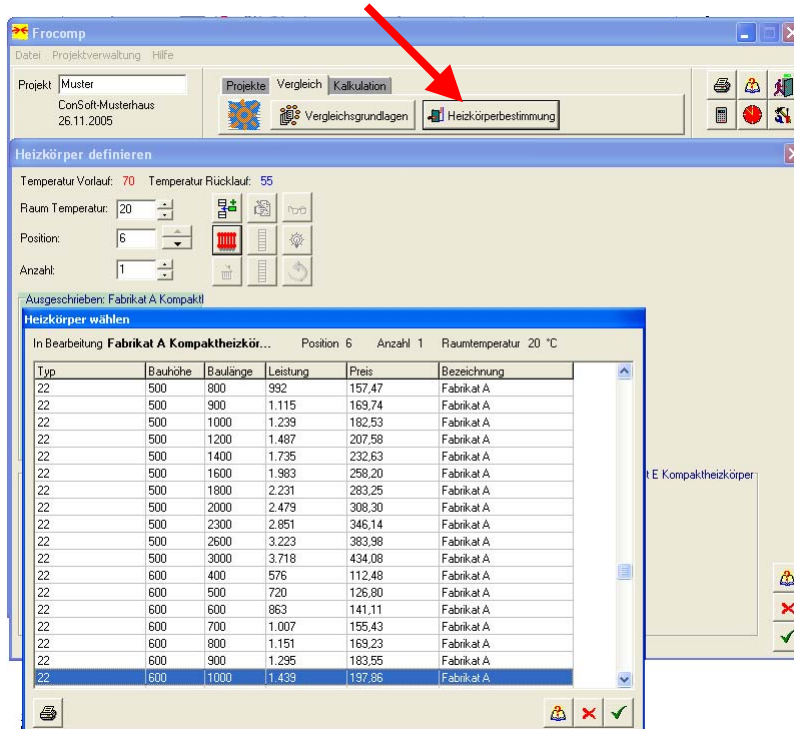 Frocomp
Datei Projektverwaltung Hilfe
Projekt Muster
ConSoft-Musterhaus
26.11.2005
Projekte Vergleich Kalkulation
Vergleichsgrundlagen Heizkörperbestimmung
Heizkörper definieren
Temperatur Vorlauf: 70 Temperatur Rücklauf: 55
Raum Temperatur: 20
Position: 6
Anzahl: 1
Ausgeschrieben: Fabrikat A Kompaktl
Heizkörper wählen
In Bearbeitung Fabrikat A Kompaktheizkör... Position 6 Anzahl 1 Raumtemperatur 20 °C
Typ Bauhöhe Baulänge Leistung Preis Bezeichnung
22 500 800 992 157,47 Fabrikat A
22 500 900 1.115 169,74 Fabrikat A
22 500 1000 1.239 182,53 Fabrikat A
22 500 1200 1.487 207,58 Fabrikat A
22 500 1400 1.735 232,63 Fabrikat A
22 500 1600 1.983 258,20 Fabrikat A
22 500 1800 2.231 283,25 Fabrikat A
22 500 2000 2.479 308,30 Fabrikat A
22 500 2300 2.851 346,14 Fabrikat A
22 500 2600 3.223 383,98 Fabrikat A
22 500 3000 3.718 434,08 Fabrikat A
22 600 400 576 112,48 Fabrikat A
22 600 500 720 126,80 Fabrikat A
22 600 600 863 141,11 Fabrikat A
22 600 700 1.007 155,43 Fabrikat A
22 600 800 1.151 169,23 Fabrikat A
22 600 900 1.295 183,55 Fabrikat A
22 600 1000 1.439 197,86 Fabrikat A
t E Kompaktheizkörper